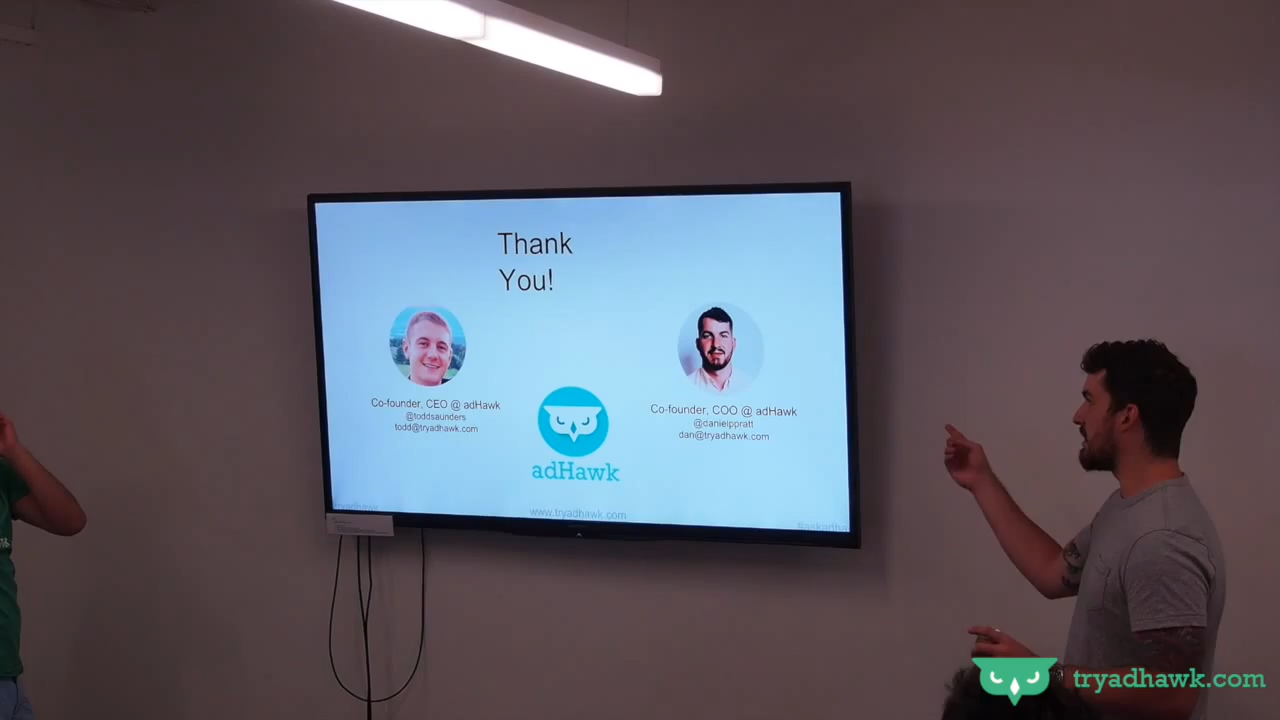 Thank
You!
Co-founder, CEO @ adHawk
@toddsaunders
todd@tryadhawk.com
Co-founder, COO @ adHawk
@danielppratt
dan@tryadhawk.com
adHawk
www.tryadhawk.com
tryadhawk.com